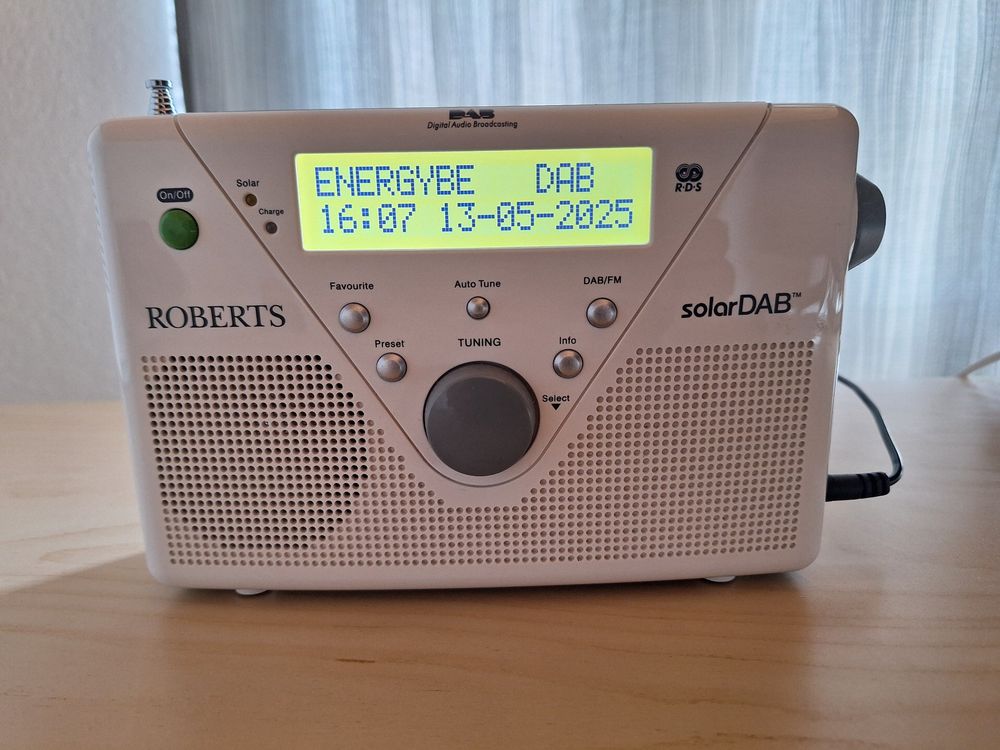 DAB
Digital Audio Broadcasting
On/Off
Solar
Charge
ENERGYBE DAB
16:07 13-05-2025
R·D·S
Favourite
Auto Tune
DAB/FM
ROBERTS
solarDAB™
Preset
TUNING
Info
Select